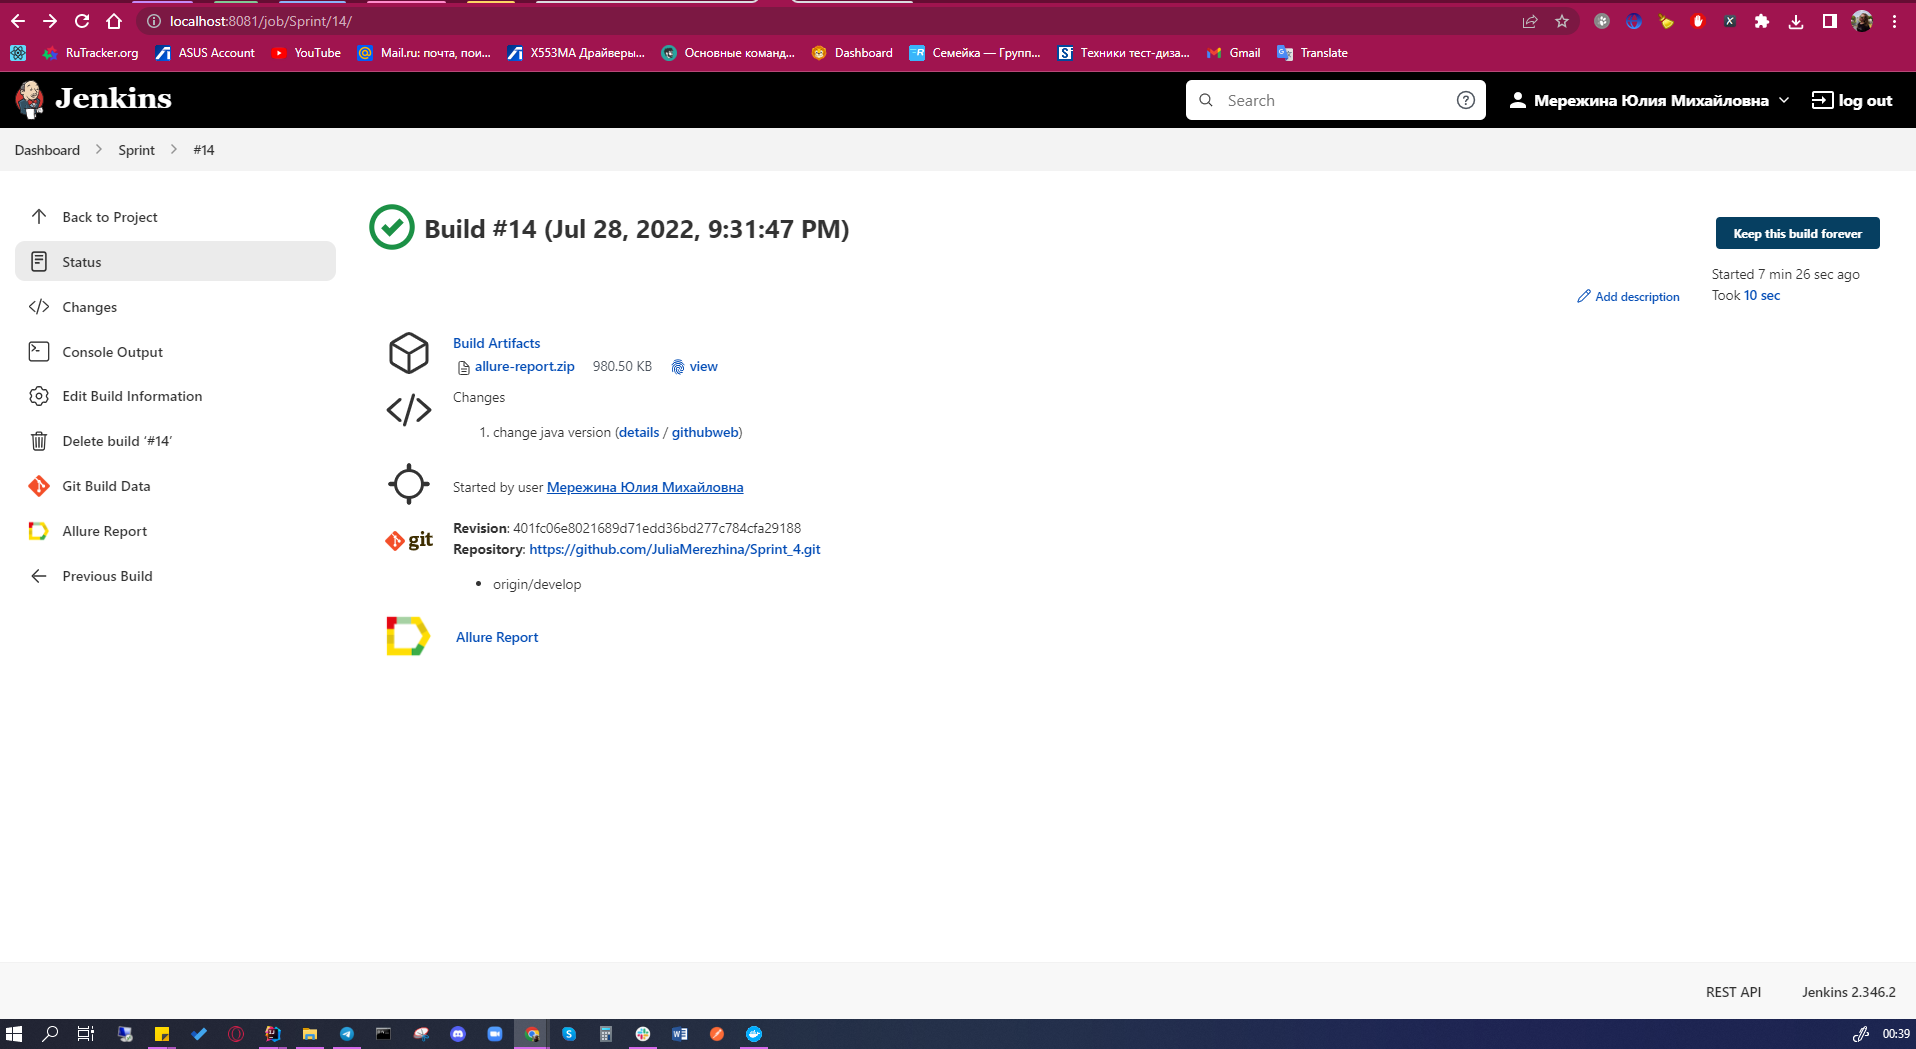 localhost:8081/job/Sprint/14/
RuTracker.org ASUS Account YouTube Mail.ru: почта, пои... X553MA Драйверы... Основные команд... Dashboard Семейка — Групп... Техники тест-диза... Gmail Translate
Jenkins Search Мережина Юлия Михайловна log out
Dashboard Sprint #14
Back to Project
Status
Changes
Console Output
Edit Build Information
Delete build ‘#14’
Git Build Data
Allure Report
Previous Build
Build #14 (Jul 28, 2022, 9:31:47 PM)
Keep this build forever
Started 7 min 26 sec ago
Took 10 sec
Add description
Build Artifacts
allure-report.zip 980.50 KB view
Changes
1. change java version (details / githubweb)
Started by user Мережина Юлия Михайловна
git
Revision: 401fc06e8021689d71edd36bd277c784cfa29188
Repository: https://github.com/JuliaMerezhina/Sprint_4.git
origin/develop
Allure Report
REST API Jenkins 2.346.2
00:39